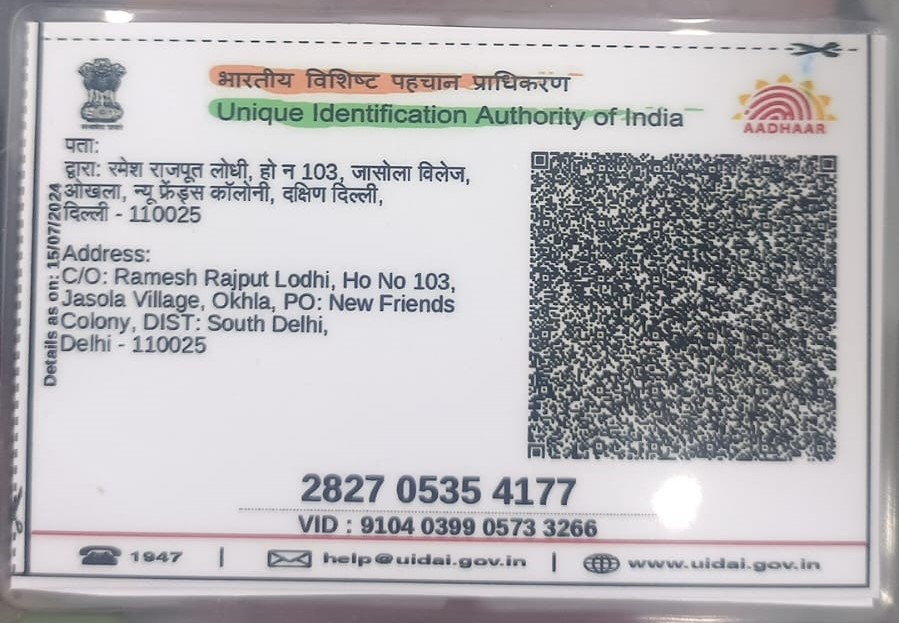 भारतीय विशिष्ट पहचान प्राधिकरण
Unique Identification Authority of India
AADHAAR
पता:
द्वारा: रमेश राजपूत लोधी, हो न 103, जासोला विलेज,
ओखला, न्यू फ्रेंड्स कॉलोनी, दक्षिण दिल्ली,
दिल्ली - 110025
Address:
C/O: Ramesh Rajput Lodhi, Ho No 103,
Jasola Village, Okhla, PO: New Friends
Colony, DIST: South Delhi,
Delhi - 110025
Details as on: 15/07/2024
2827 0535 4177
VID : 9104 0399 0573 3266
1947 | help@uidai.gov.in | www.uidai.gov.in